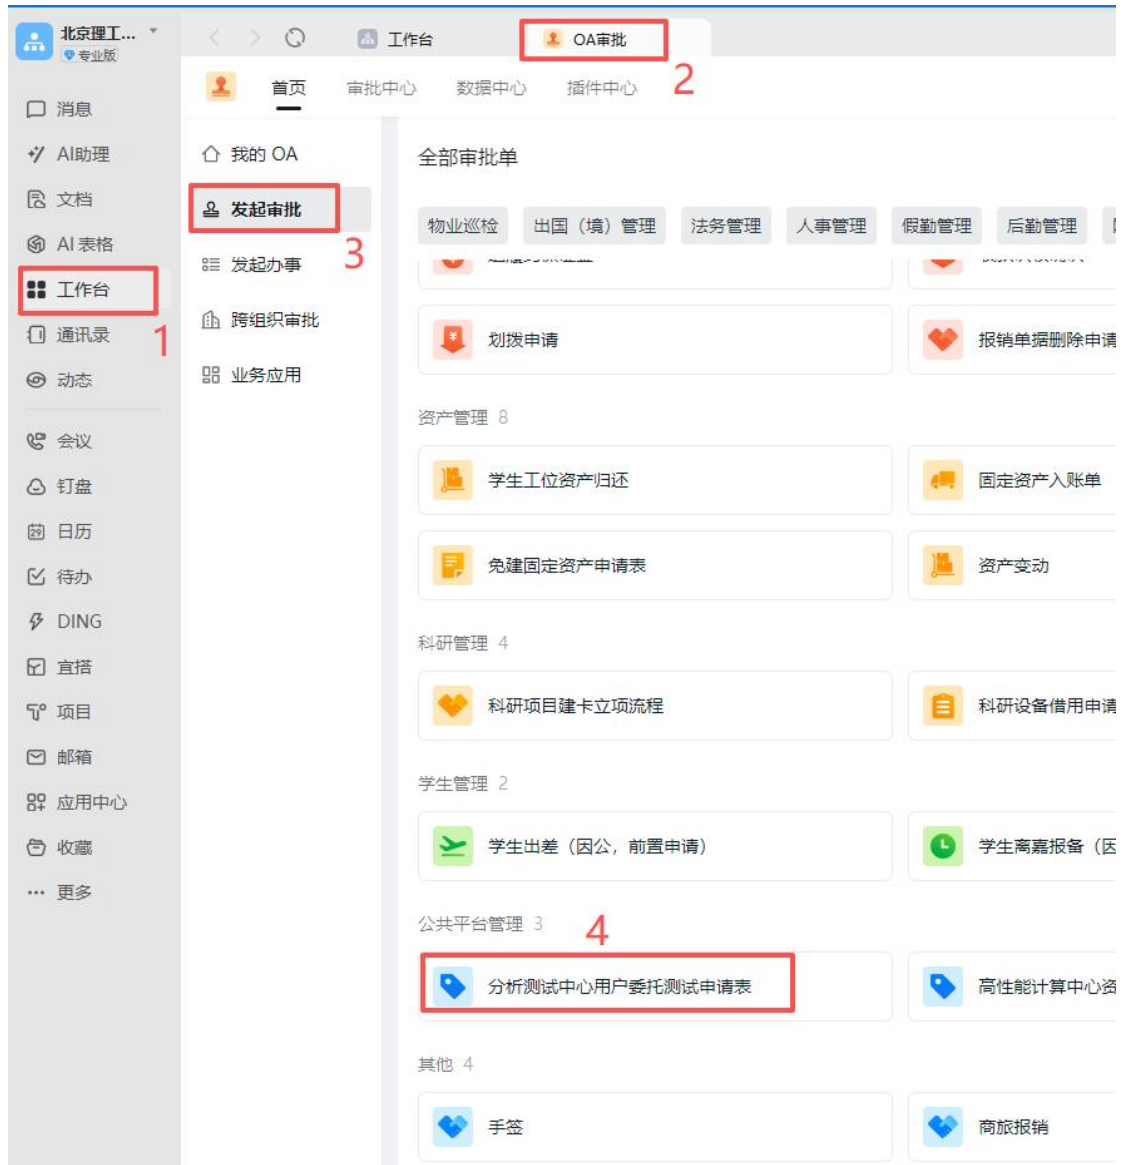 北京理工...
专业版
工作台
OA审批
2
首页
审批中心
数据中心
插件中心
消息
AI助理
文档
AI 表格
工作台
1
通讯录
动态
会议
钉盘
29
日历
待办
DING
宜搭
项目
邮箱
应用中心
收藏
更多
我的 OA
发起审批
3
发起办事
跨组织审批
业务应用
全部审批单
物业巡检
出国（境）管理
法务管理
人事管理
假勤管理
后勤管理
划拨申请
报销单据删除申请
资产管理 8
学生工位资产归还
固定资产入账单
免建固定资产申请表
资产变动
科研管理 4
科研项目建卡立项流程
科研设备借用申请
学生管理 2
学生出差（因公，前置申请）
学生离嘉报备（因
公共平台管理 3
4
分析测试中心用户委托测试申请表
高性能计算中心资
其他 4
手签
商旅报销